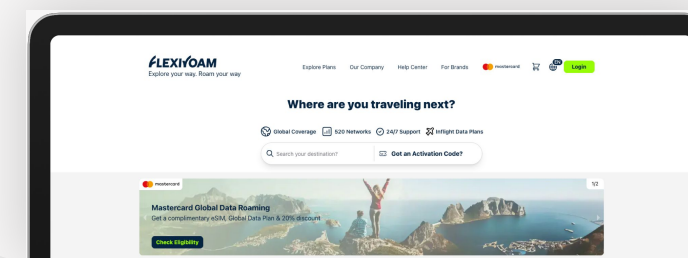 FLEXIROAM
Explore your way. Roam your way
Explore Plans Our Company Help Center For Brands mastercard EN Login
Where are you traveling next?
Global Coverage 520 Networks 24/7 Support Inflight Data Plans
Search your destination? Got an Activation Code?
mastercard 1/2
Mastercard Global Data Roaming
Get a complimentary eSIM, Global Data Plan & 20% discount
Check Eligibility